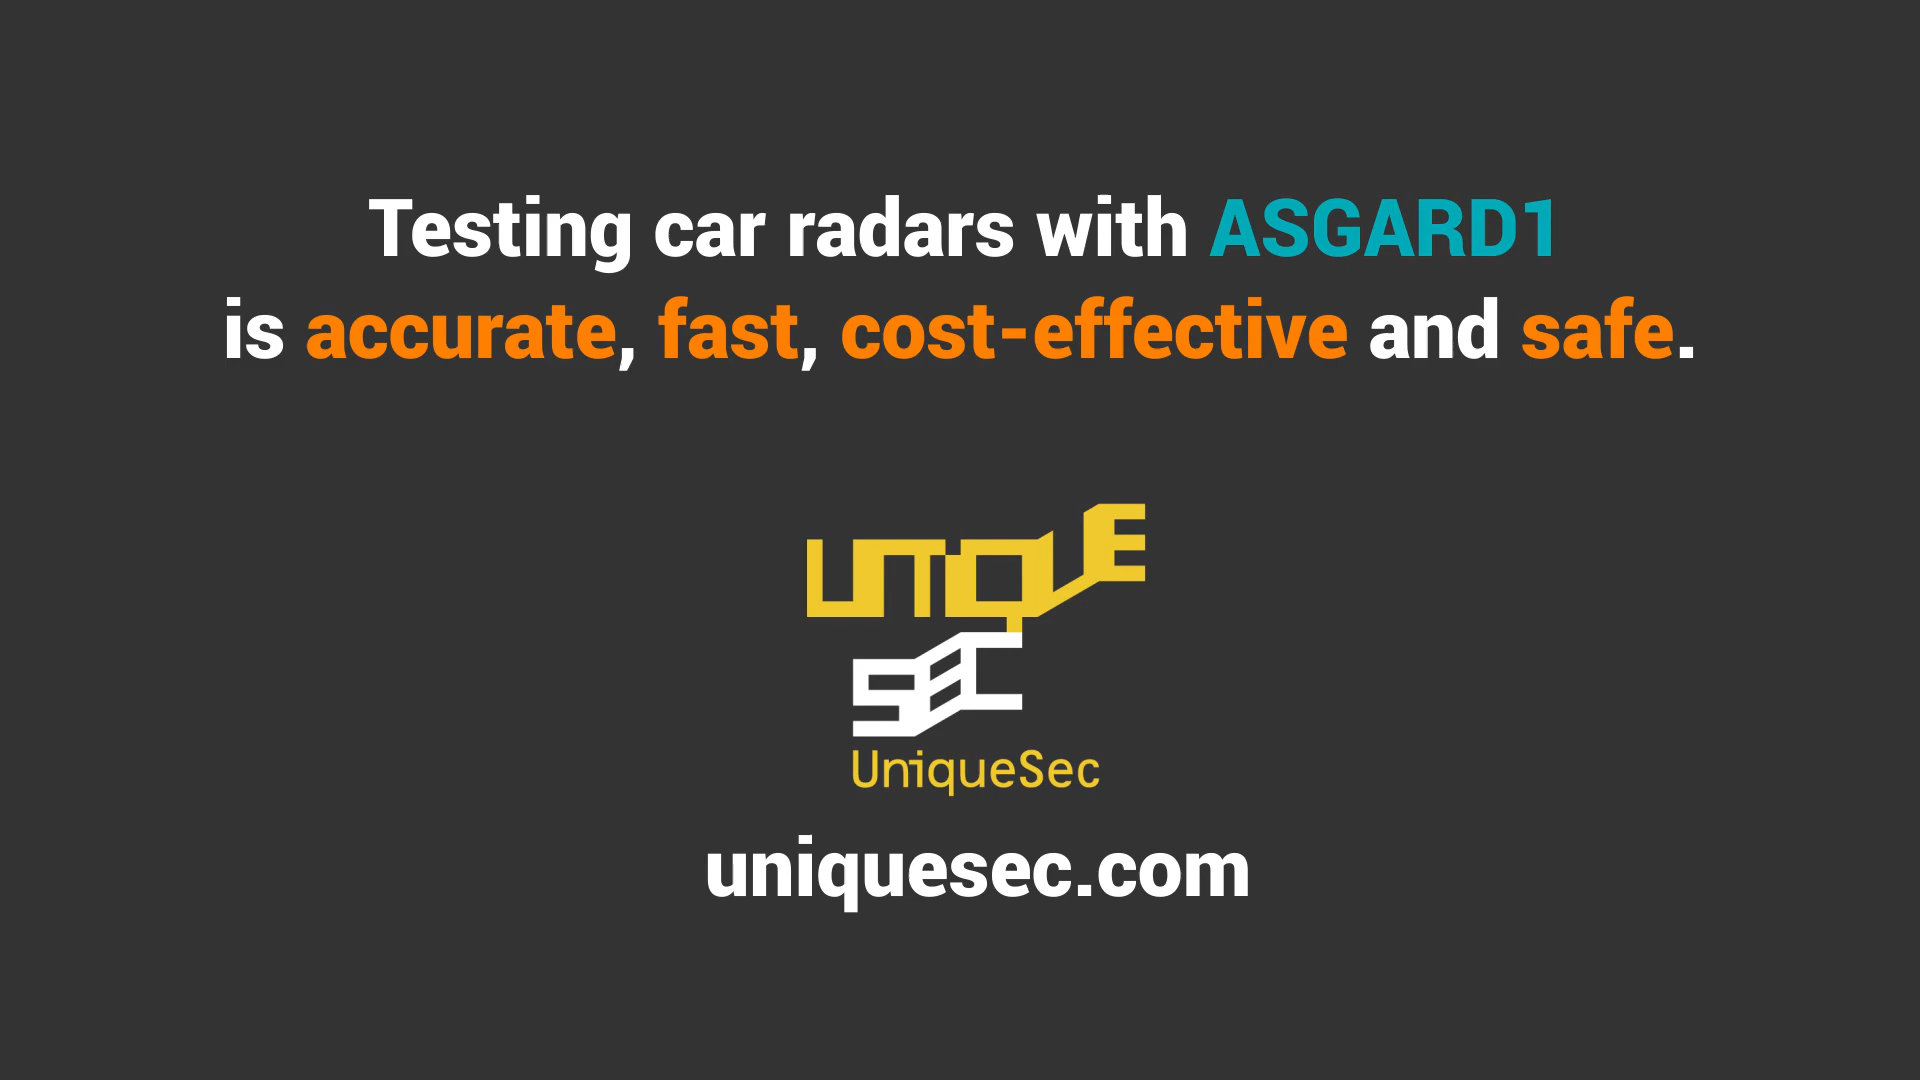 Testing car radars with ASGARD1
is accurate, fast, cost-effective and safe.
UNIQUE
SEC
UniqueSec
uniquesec.com